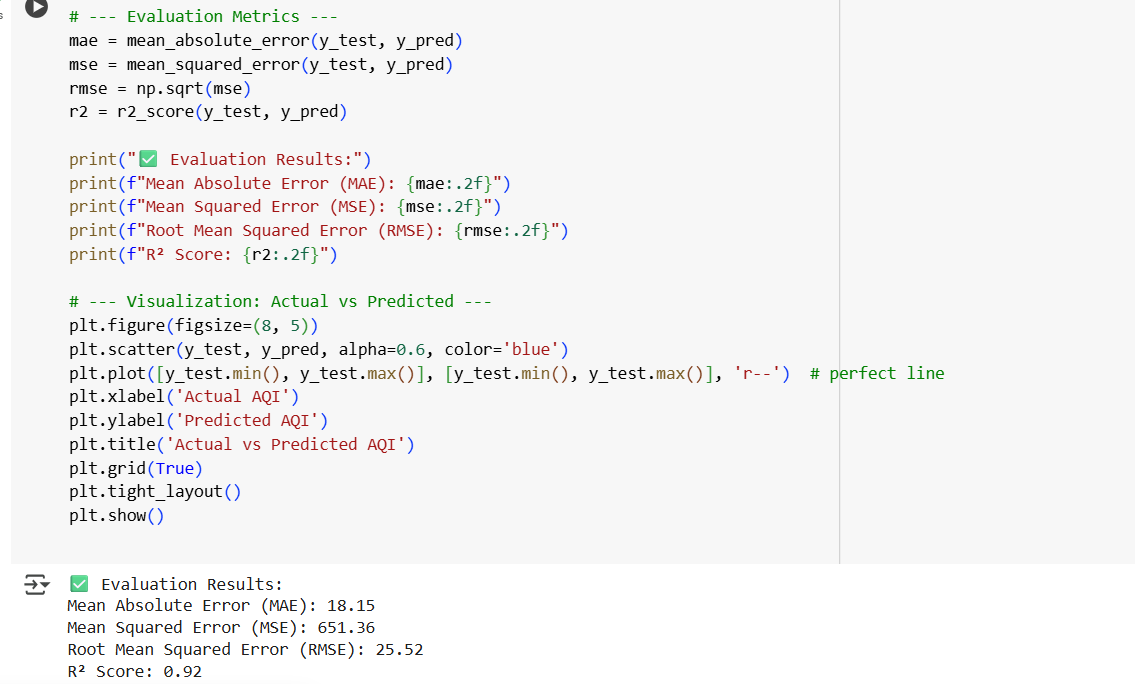 # --- Evaluation Metrics ---
mae = mean_absolute_error(y_test, y_pred)
mse = mean_squared_error(y_test, y_pred)
rmse = np.sqrt(mse)
r2 = r2_score(y_test, y_pred)
print("✅ Evaluation Results:")
print(f"Mean Absolute Error (MAE): {mae:.2f}")
print(f"Mean Squared Error (MSE): {mse:.2f}")
print(f"Root Mean Squared Error (RMSE): {rmse:.2f}")
print(f"R² Score: {r2:.2f}")
# --- Visualization: Actual vs Predicted ---
plt.figure(figsize=(8, 5))
plt.scatter(y_test, y_pred, alpha=0.6, color='blue')
plt.plot([y_test.min(), y_test.max()], [y_test.min(), y_test.max()], 'r--')  # perfect line
plt.xlabel('Actual AQI')
plt.ylabel('Predicted AQI')
plt.title('Actual vs Predicted AQI')
plt.grid(True)
plt.tight_layout()
plt.show()
✅ Evaluation Results:
Mean Absolute Error (MAE): 18.15
Mean Squared Error (MSE): 651.36
Root Mean Squared Error (RMSE): 25.52
R² Score: 0.92